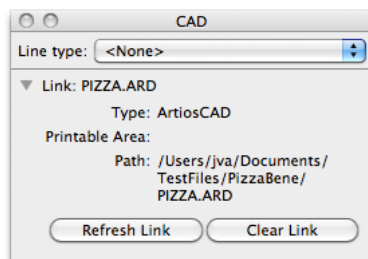 CAD
Line type: <None>
Link: PIZZA.ARD
Type: ArtiosCAD
Printable Area:
Path: /Users/jva/Documents/
TestFiles/PizzaBene/
PIZZA.ARD
Refresh Link Clear Link